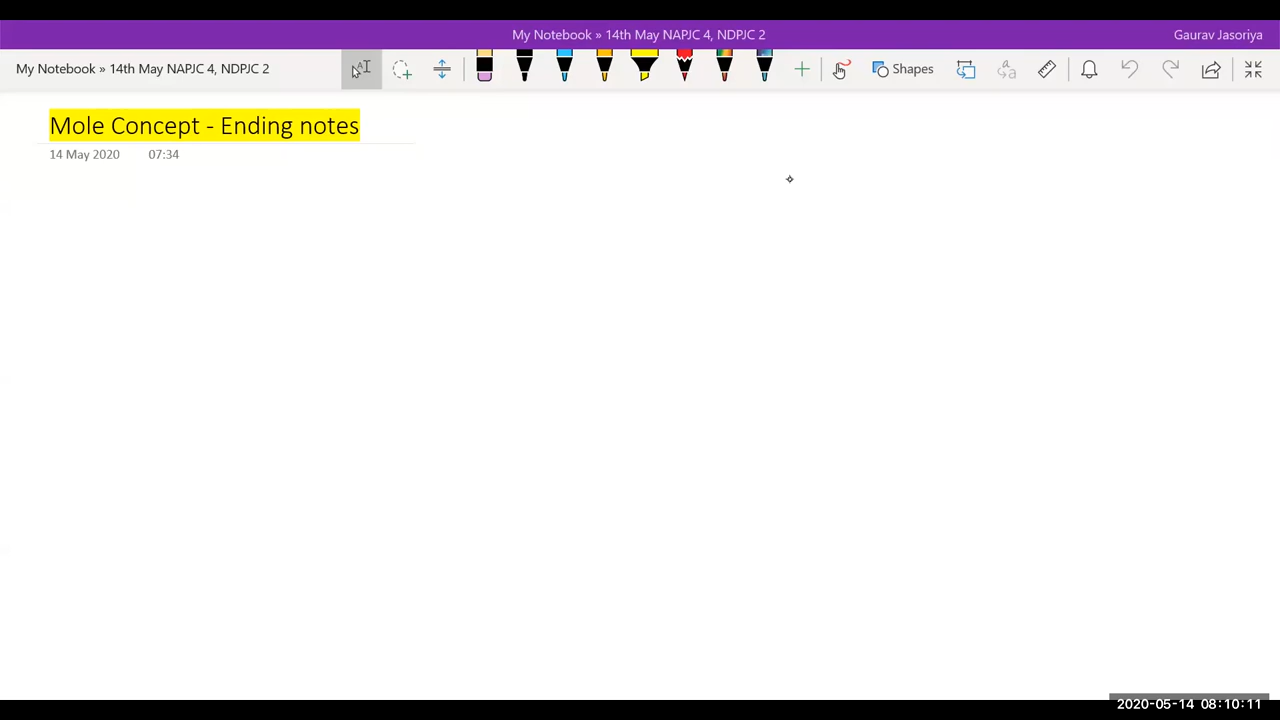 My Notebook » 14th May NAPJC 4, NDPJC 2
Gaurav Jasoriya
My Notebook » 14th May NAPJC 4, NDPJC 2
Shapes
Mole Concept - Ending notes
14 May 2020 07:34
2020-05-14 08:10:11